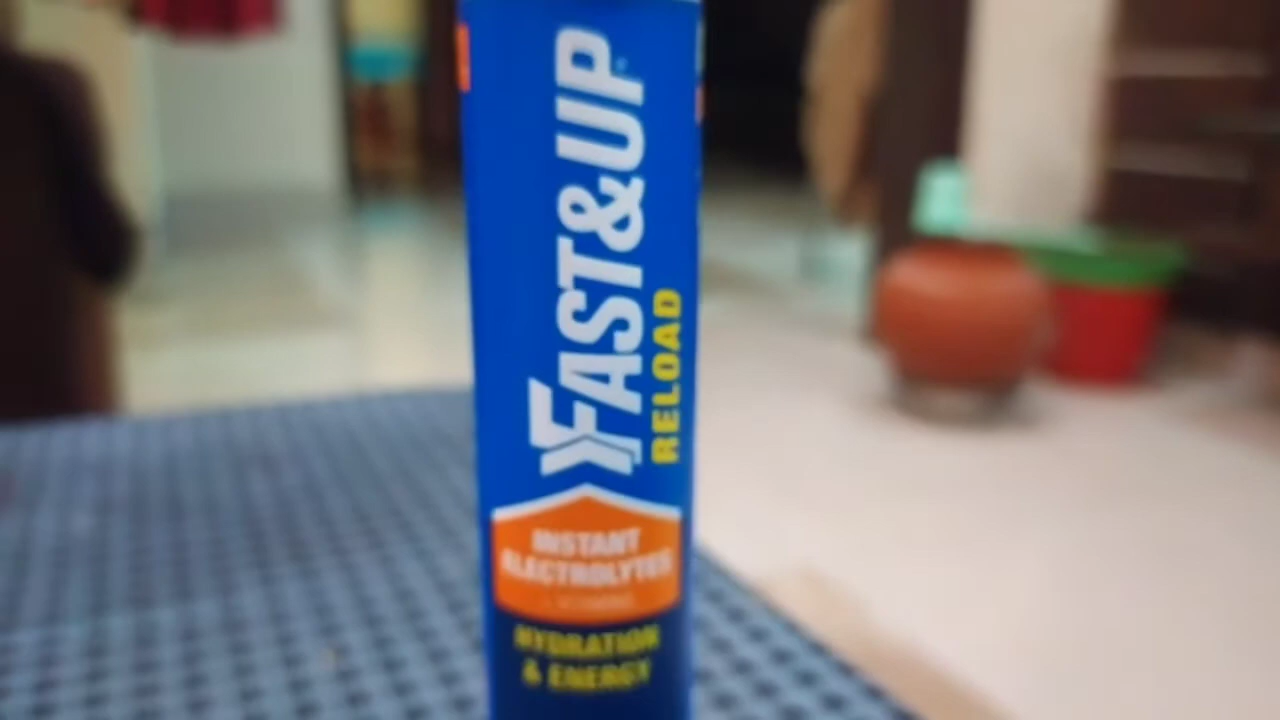 FAST&UP
RELOAD
INSTANT
ELECTROLYTES
HYDRATION
& ENERGY